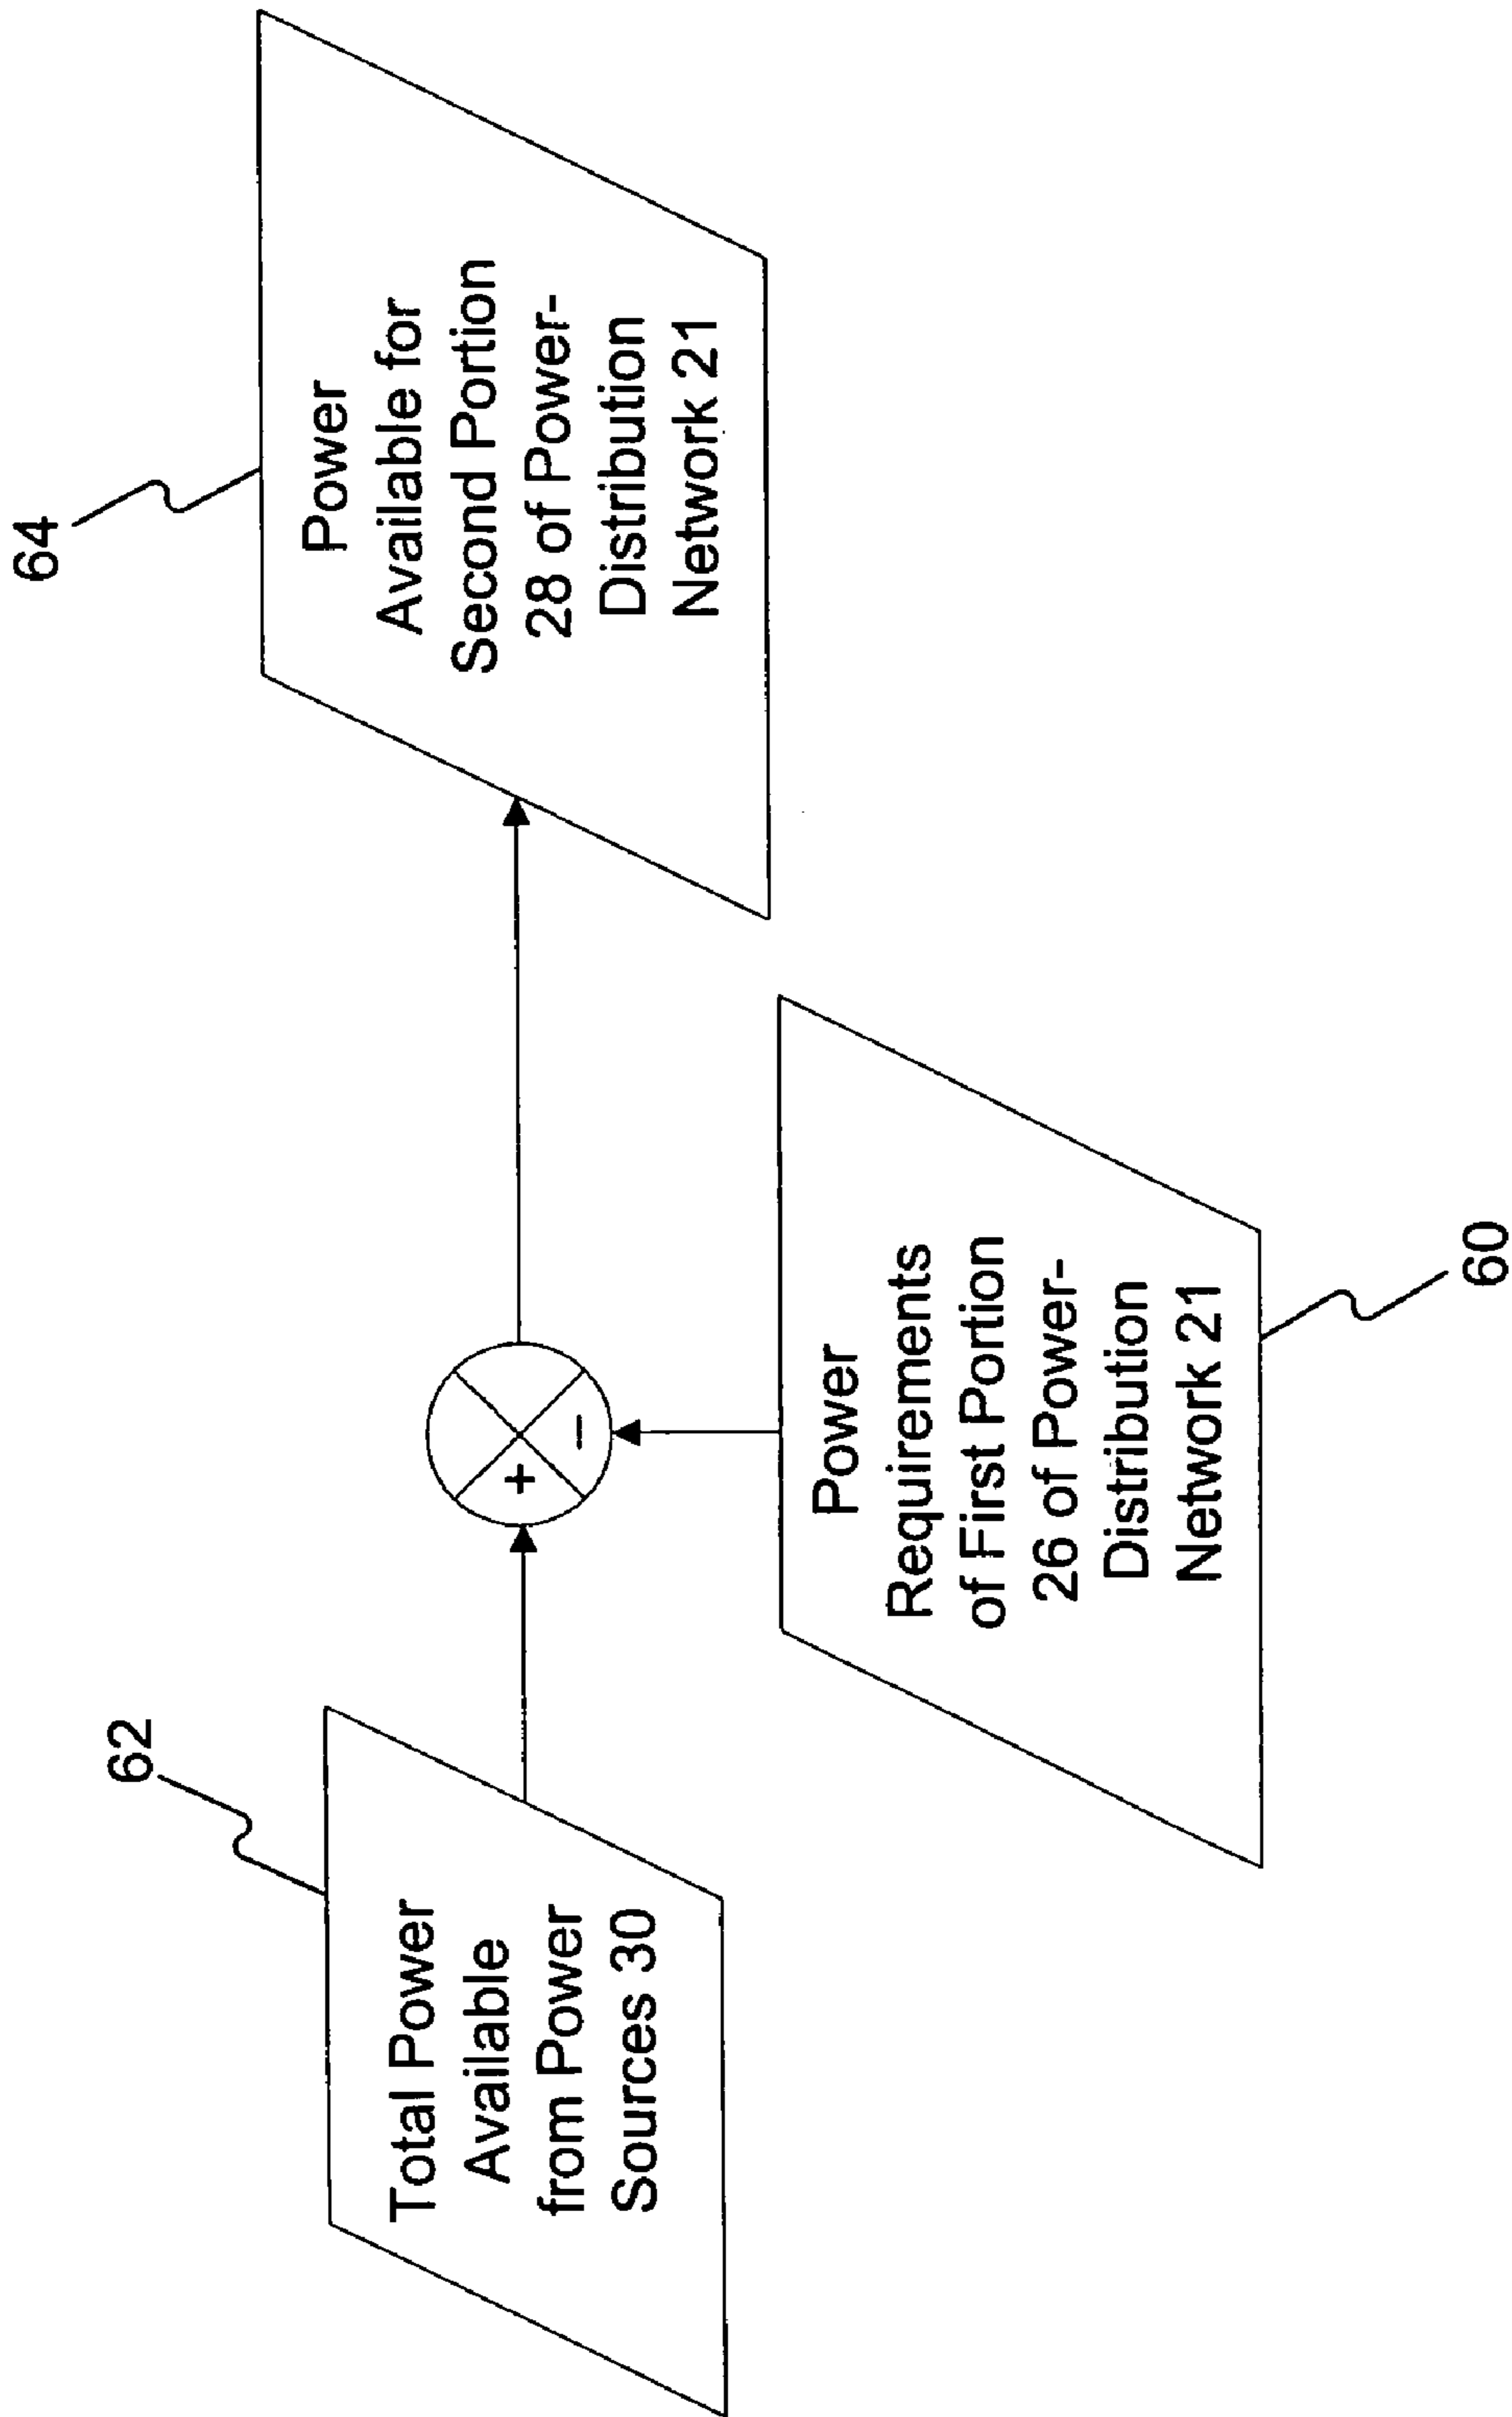 62
Total Power
Available
from Power
Sources 30
+
−
Power
Requirements
of First Portion
26 of Power-
Distribution
Network 21
60
64
Power
Available for
Second Portion
28 of Power-
Distribution
Network 21